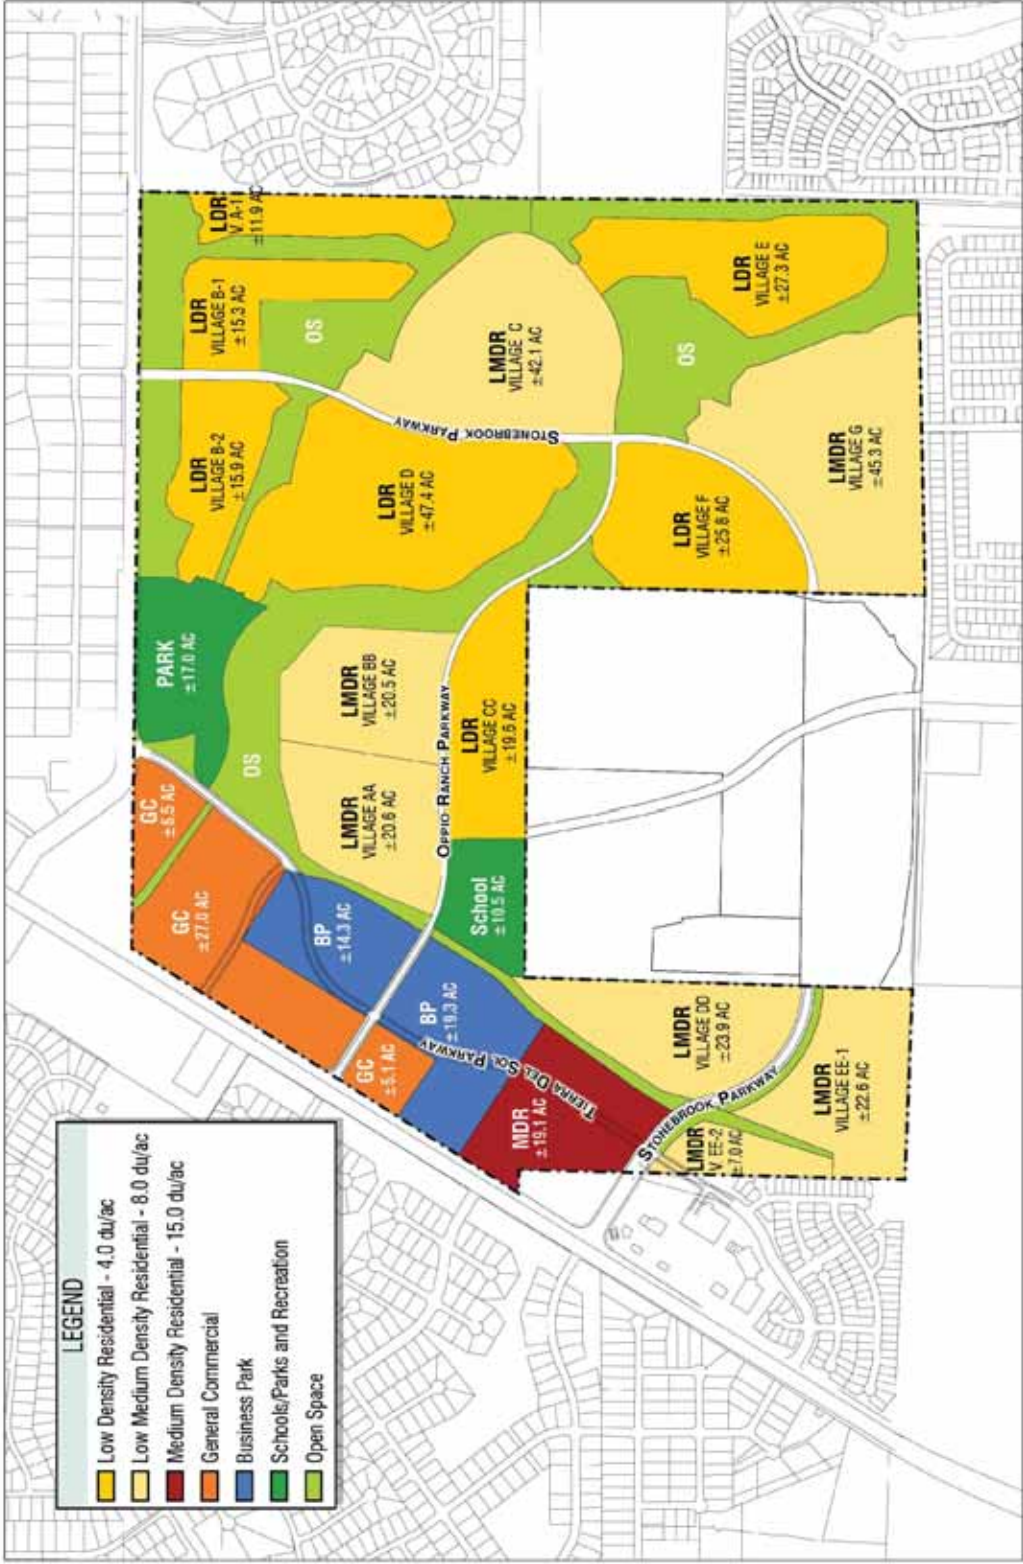 LEGEND
Low Density Residential - 4.0 du/ac
Low Medium Density Residential - 8.0 du/ac
Medium Density Residential - 15.0 du/ac
General Commercial
Business Park
Schools/Parks and Recreation
Open Space
GC
±5.5 AC
GC
±27.0 AC
GC
±5.1 AC
BP
±14.3 AC
BP
±19.3 AC
MDR
±19.1 AC
TIERRA DEL SOL PARKWAY
STONEBROOK PARKWAY
LMDR
V. EE-2
±7.0 AC
LMDR
VILLAGE EE-1
±22.6 AC
LMDR
VILLAGE DD
±23.9 AC
School
±10.5 AC
OPPIO RANCH PARKWAY
LMDR
VILLAGE AA
±20.6 AC
LMDR
VILLAGE BB
±20.5 AC
LDR
VILLAGE CC
±19.6 AC
OS
PARK
±17.0 AC
LDR
VILLAGE B-2
±15.9 AC
LDR
VILLAGE D
±47.4 AC
LDR
VILLAGE F
±25.8 AC
LMDR
VILLAGE G
±45.3 AC
STONEBROOK PARKWAY
LDR
VILLAGE B-1
±15.3 AC
OS
LMDR
VILLAGE C
±42.1 AC
OS
LDR
V. A-1
±11.9 AC
LDR
VILLAGE E
±27.3 AC